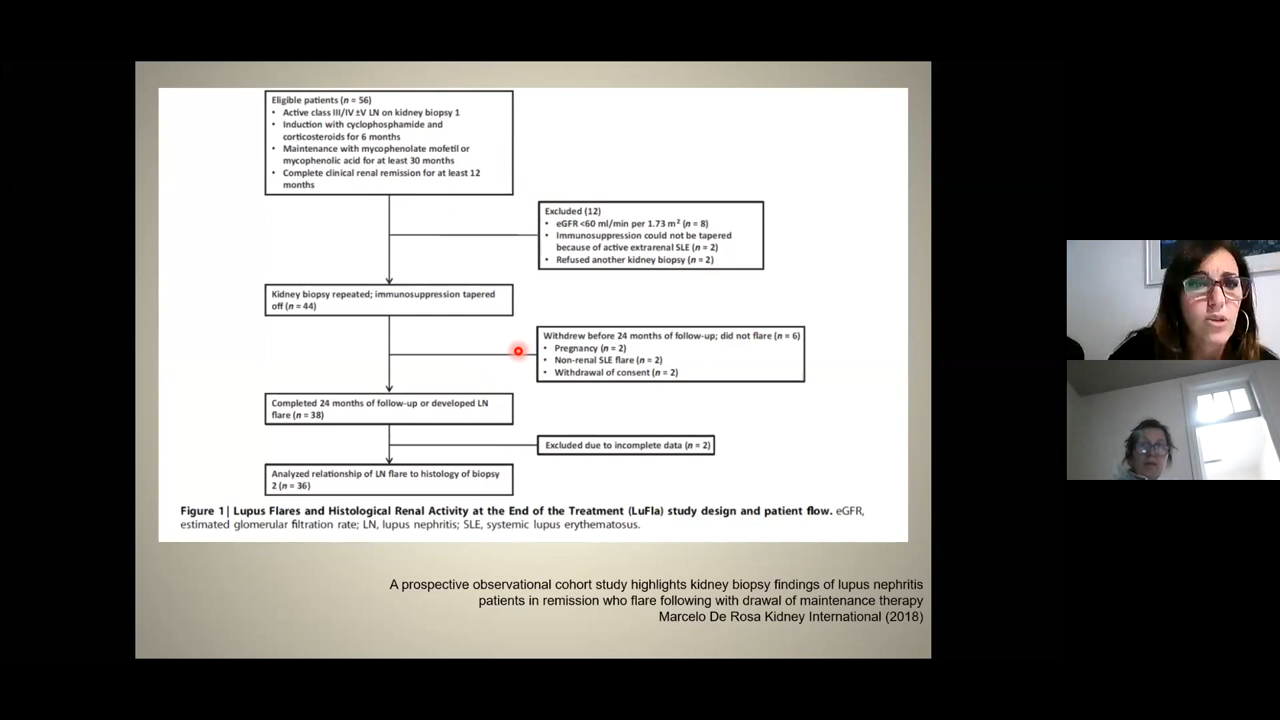 Eligible patients (n = 56)
• Active class III/IV ±V LN on kidney biopsy 1
• Induction with cyclophosphamide and
corticosteroids for 6 months
• Maintenance with mycophenolate mofetil or
mycophenolic acid for at least 30 months
• Complete clinical renal remission for at least 12
months
Excluded (12)
• eGFR <60 ml/min per 1.73 m² (n = 8)
• Immunosuppression could not be tapered
because of active extrarenal SLE (n = 2)
• Refused another kidney biopsy (n = 2)
Kidney biopsy repeated; immunosuppression tapered
off (n = 44)
Withdrew before 24 months of follow-up; did not flare (n = 6)
• Pregnancy (n = 2)
• Non-renal SLE flare (n = 2)
• Withdrawal of consent (n = 2)
Completed 24 months of follow-up or developed LN
flare (n = 38)
Excluded due to incomplete data (n = 2)
Analyzed relationship of LN flare to histology of biopsy
2 (n = 36)
Figure 1 | Lupus Flares and Histological Renal Activity at the End of the Treatment (LuFla) study design and patient flow. eGFR,
estimated glomerular filtration rate; LN, lupus nephritis; SLE, systemic lupus erythematosus.
A prospective observational cohort study highlights kidney biopsy findings of lupus nephritis
patients in remission who flare following with drawal of maintenance therapy
Marcelo De Rosa Kidney International (2018)